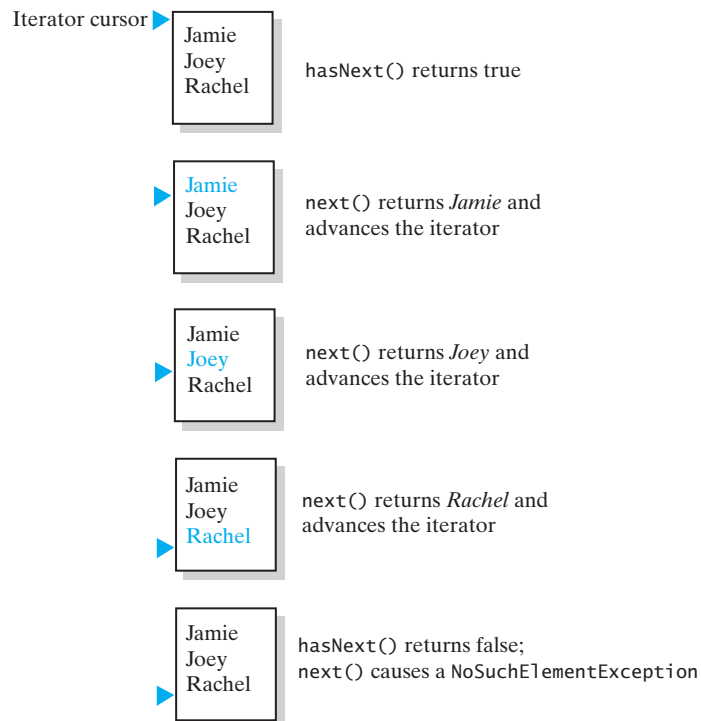 Iterator cursor
Jamie
Joey
Rachel
hasNext() returns true
Jamie
Joey
Rachel
next() returns Jamie and
advances the iterator
Jamie
Joey
Rachel
next() returns Joey and
advances the iterator
Jamie
Joey
Rachel
next() returns Rachel and
advances the iterator
Jamie
Joey
Rachel
hasNext() returns false;
next() causes a NoSuchElementException